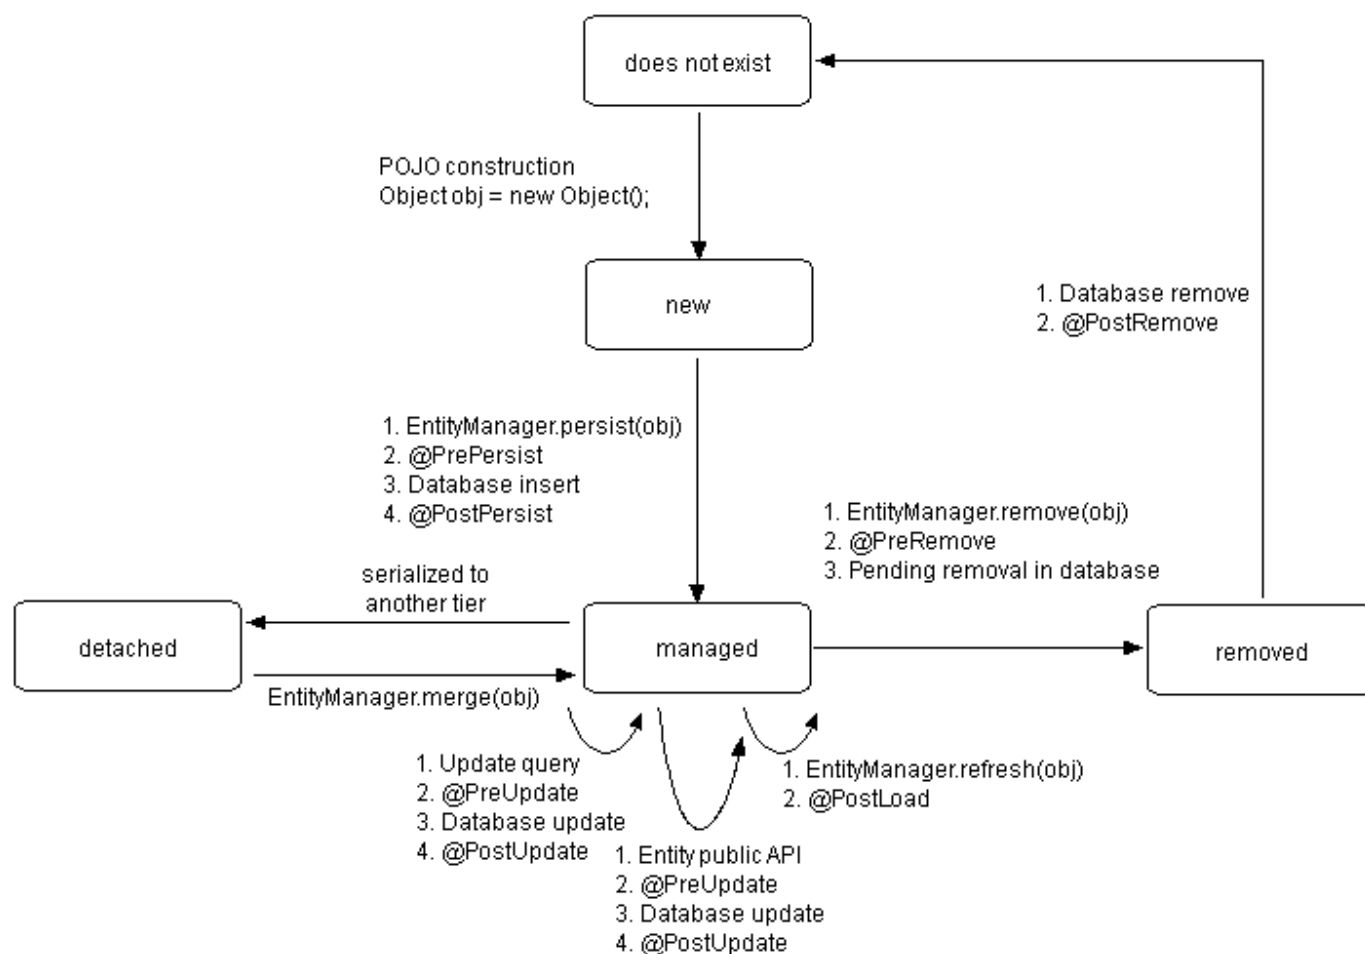 does not exist
POJO construction
Object obj = new Object();
new
1. Database remove
2. @PostRemove
1. EntityManager.persist(obj)
2. @PrePersist
3. Database insert
4. @PostPersist
1. EntityManager.remove(obj)
2. @PreRemove
3. Pending removal in database
serialized to
another tier
detached
managed
removed
EntityManager.merge(obj)
1. Update query
2. @PreUpdate
3. Database update
4. @PostUpdate
1. EntityManager.refresh(obj)
2. @PostLoad
1. Entity public API
2. @PreUpdate
3. Database update
4. @PostUpdate